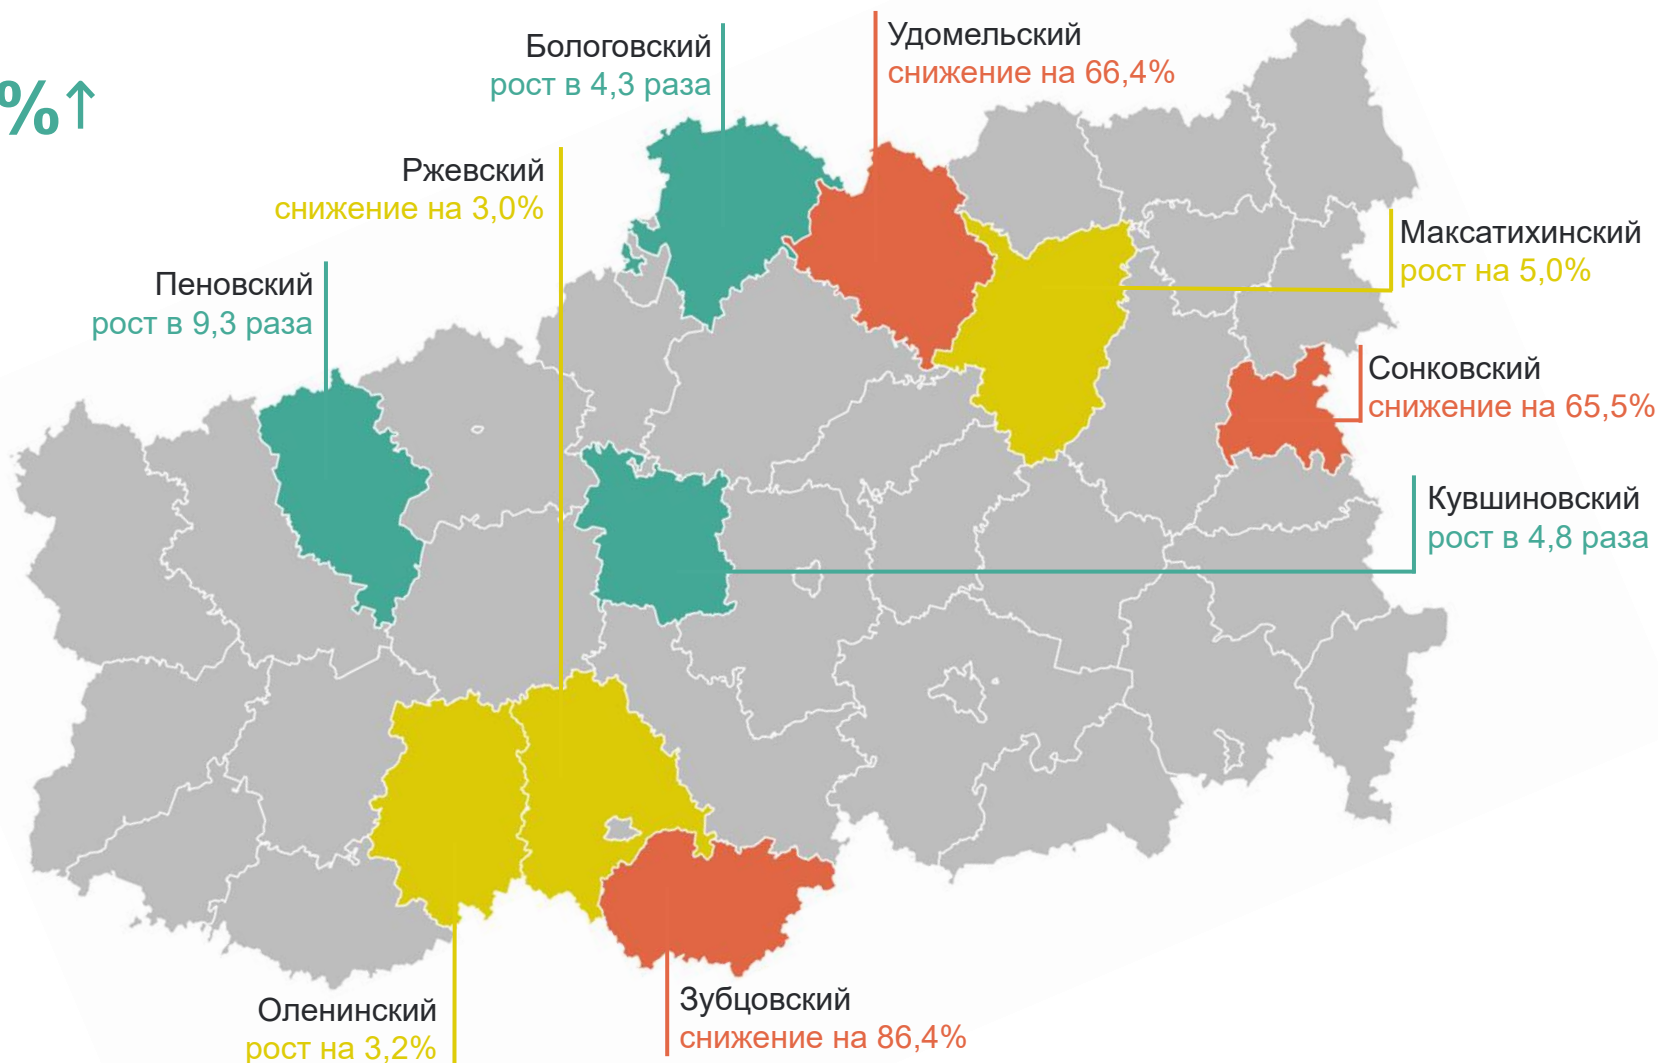 %↑
Бологовский
рост в 4,3 раза
Удомельский
снижение на 66,4%
Ржевский
снижение на 3,0%
Максатихинский
рост на 5,0%
Пеновский
рост в 9,3 раза
Сонковский
снижение на 65,5%
Кувшиновский
рост в 4,8 раза
Оленинский
рост на 3,2%
Зубцовский
снижение на 86,4%